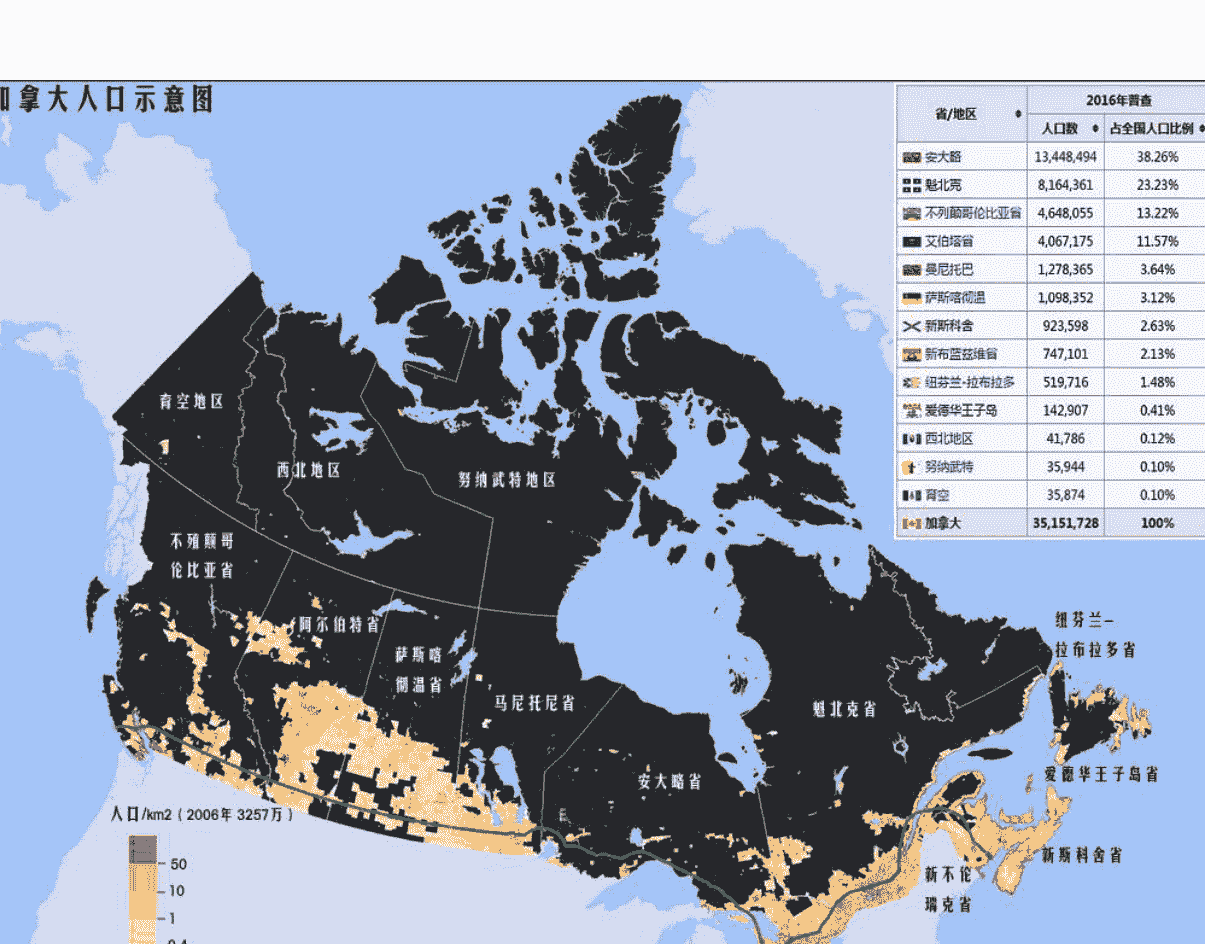 加拿大人口示意图
省/地区
2016年普查
人口数
占全国人口比例
安大略 13,448,494 38.26%
魁北克 8,164,361 23.23%
不列颠哥伦比亚省 4,648,055 13.22%
艾伯塔省 4,067,175 11.57%
曼尼托巴 1,278,365 3.64%
萨斯喀彻温 1,098,352 3.12%
新斯科舍 923,598 2.63%
新布蓝兹维省 747,101 2.13%
纽芬兰-拉布拉多 519,716 1.48%
爱德华王子岛 142,907 0.41%
西北地区 41,786 0.12%
努纳武特 35,944 0.10%
育空 35,874 0.10%
加拿大 35,151,728 100%
育空地区
西北地区
努纳武特地区
不殖颠哥
伦比亚省
阿尔伯特省
萨斯喀
彻温省
马尼托尼省
安大略省
魁北克省
纽芬兰-
拉布拉多省
爱德华王子岛省
新斯科舍省
新不伦
瑞克省
人口/km2 ( 2006年 3257万 )
50
10
1